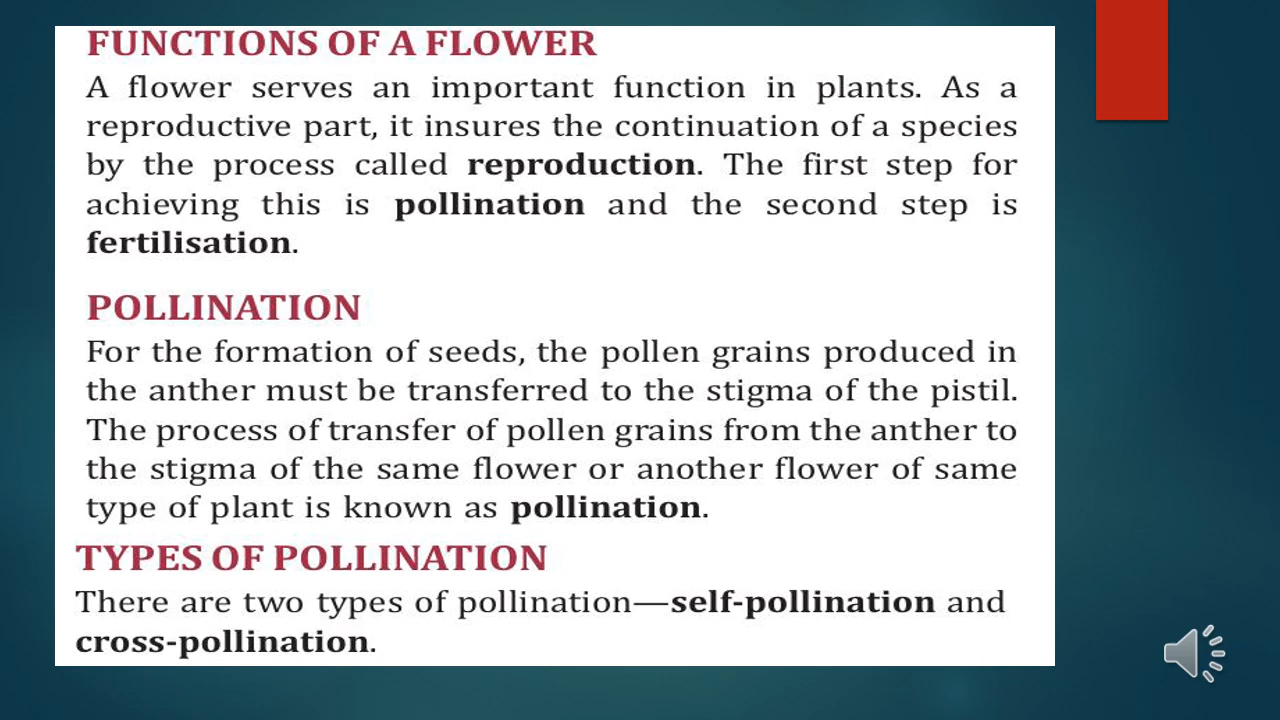 FUNCTIONS OF A FLOWER
A flower serves an important function in plants. As a
reproductive part, it insures the continuation of a species
by the process called reproduction. The first step for
achieving this is pollination and the second step is
fertilisation.
POLLINATION
For the formation of seeds, the pollen grains produced in
the anther must be transferred to the stigma of the pistil.
The process of transfer of pollen grains from the anther to
the stigma of the same flower or another flower of same
type of plant is known as pollination.
TYPES OF POLLINATION
There are two types of pollination—self-pollination and
cross-pollination.